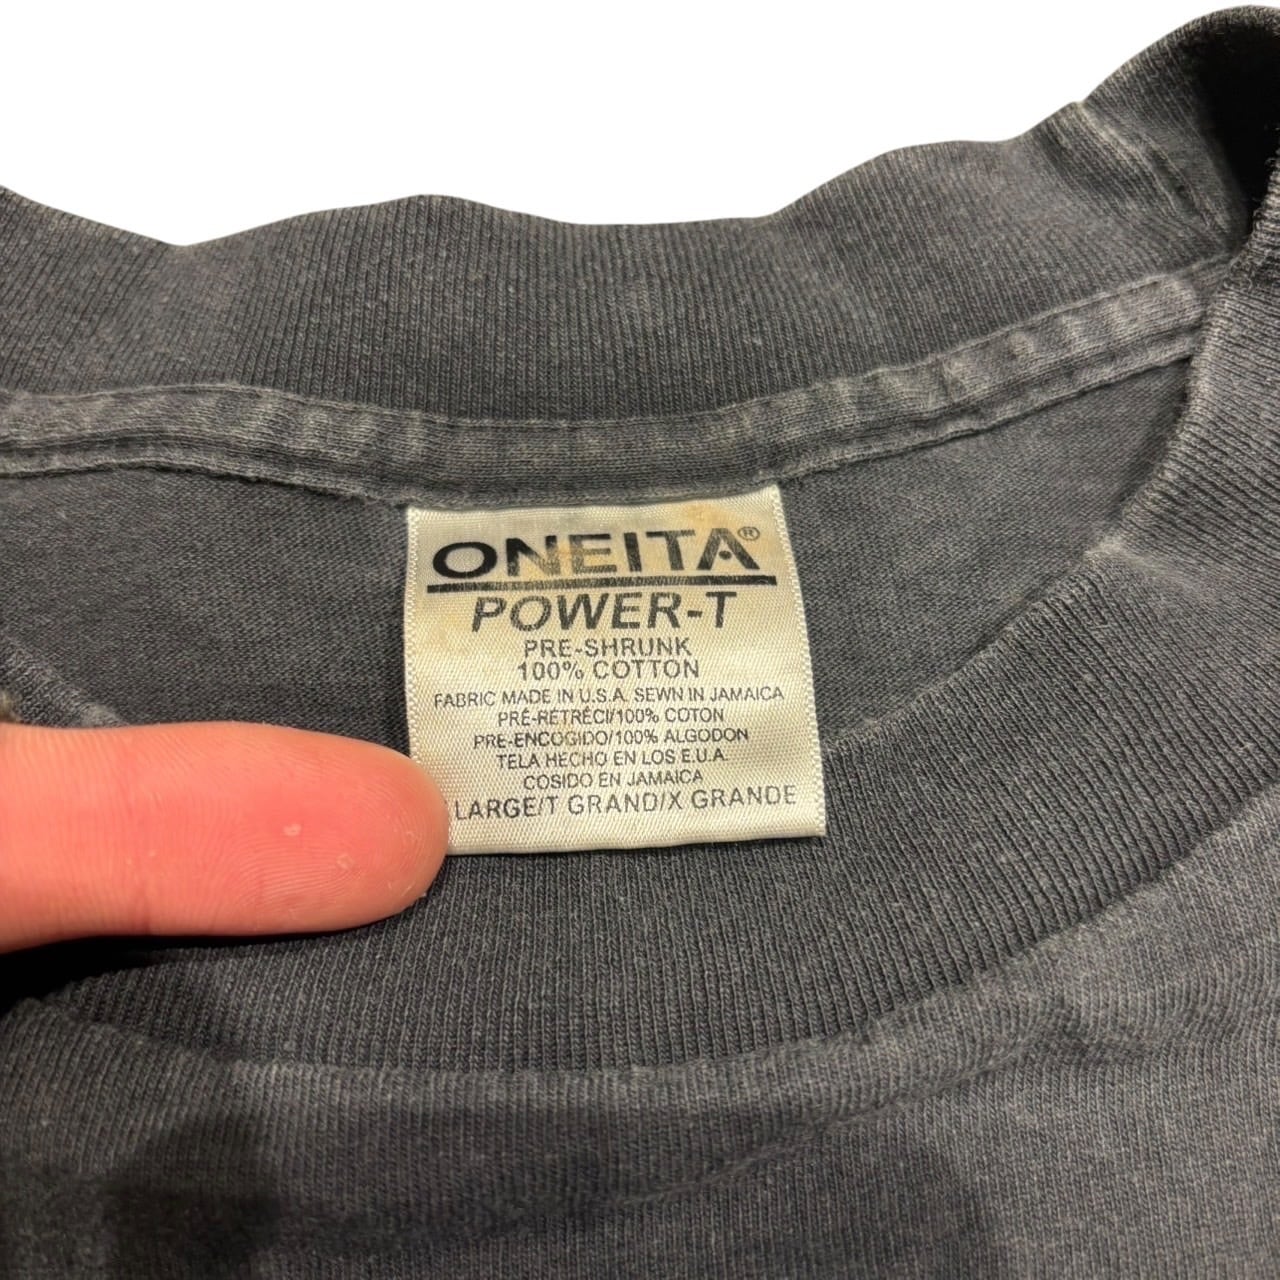 ONEITA®
POWER-T
PRE-SHRUNK
100% COTTON
FABRIC MADE IN U.S.A. SEWN IN JAMAICA
PRÉ-RETRÉCI/100% COTON
PRE-ENCOGIDO/100% ALGODON
TELA HECHO EN LOS E.U.A.
COSIDO EN JAMAICA
LARGE/T GRAND/X GRANDE